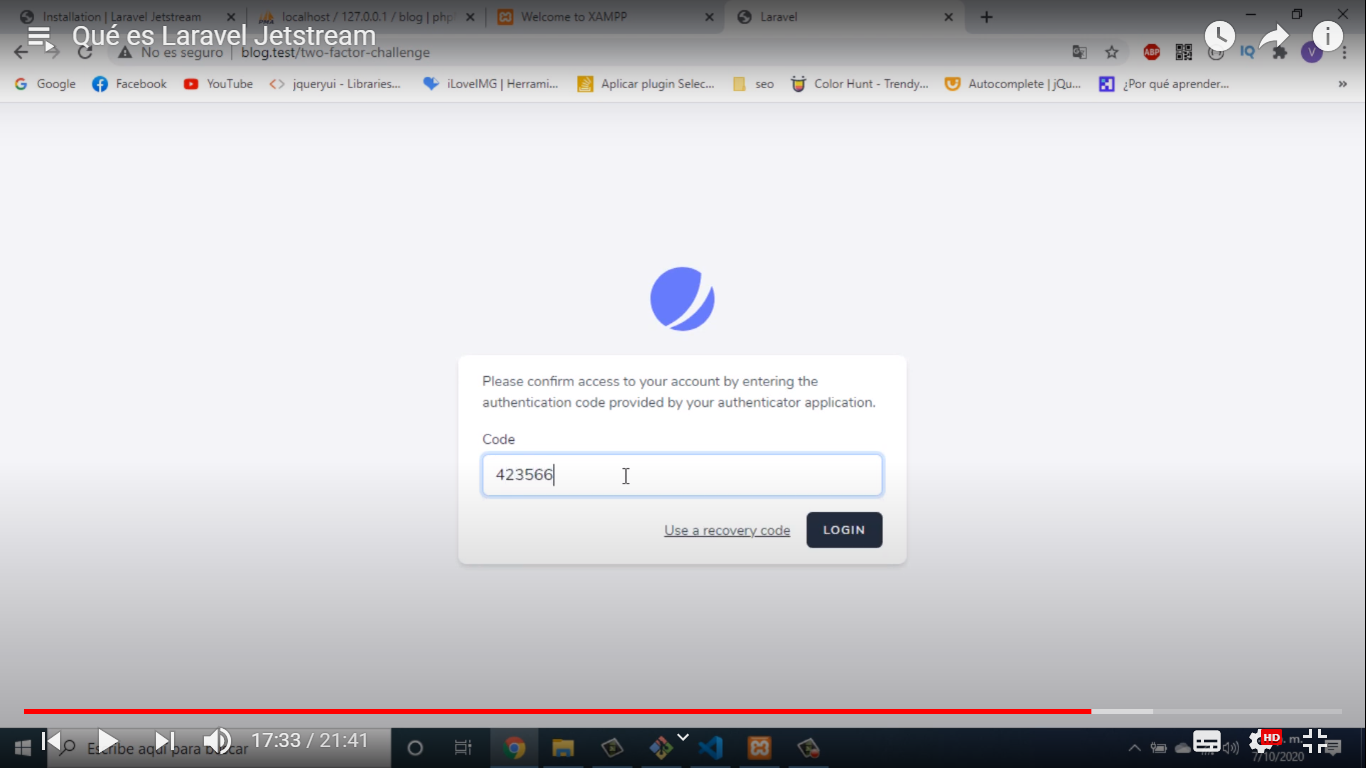 Installation | Laravel Jetstream
localhost / 127.0.0.1 / blog | php
Welcome to XAMPP
Laravel
Qué es Laravel Jetstream
No es seguro
blog.test/two-factor-challenge
ABP
IQ
V
Google
Facebook
YouTube
jqueryui - Libraries...
iLoveIMG | Herrami...
Aplicar plugin Selec...
seo
Color Hunt - Trendy...
Autocomplete | jQu...
¿Por qué aprender...
Please confirm access to your account by entering the
authentication code provided by your authenticator application.
Code
423566
Use a recovery code
LOGIN
Escribe aquí para buscar
17:33 / 21:41
HD
7/10/2020